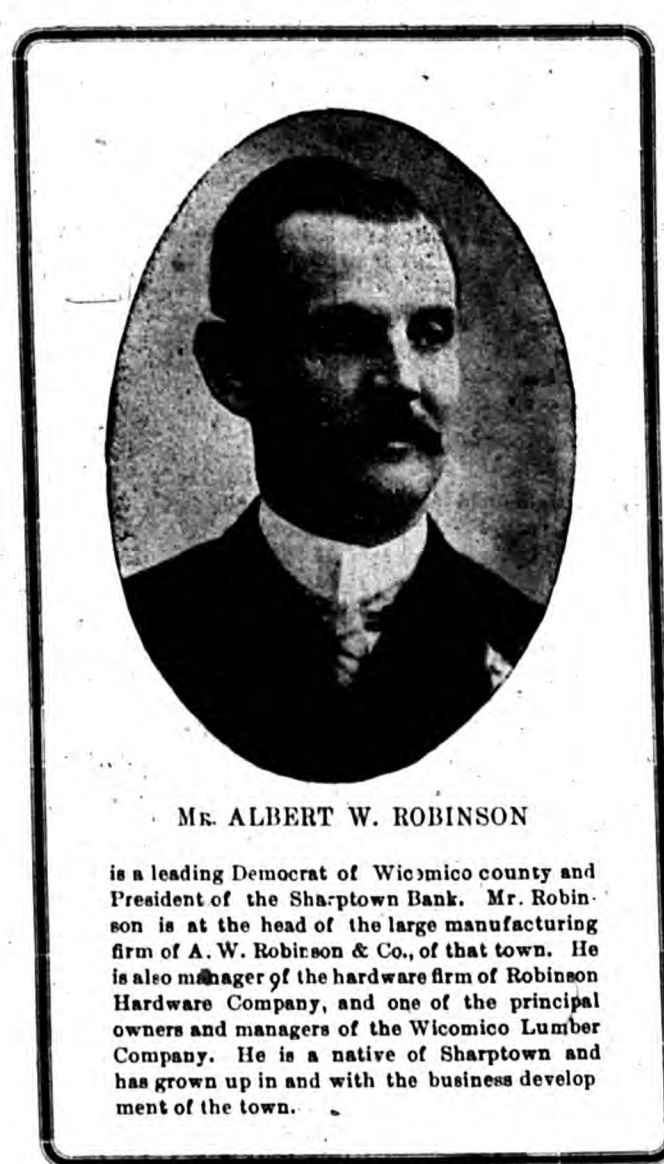 MR. ALBERT W. ROBINSON
is a leading Democrat of Wicomico county and
President of the Sharptown Bank. Mr. Robin-
son is at the head of the large manufacturing
firm of A. W. Robinson & Co., of that town. He
is also manager of the hardware firm of Robinson
Hardware Company, and one of the principal
owners and managers of the Wicomico Lumber
Company. He is a native of Sharptown and
has grown up in and with the business develop
ment of the town.